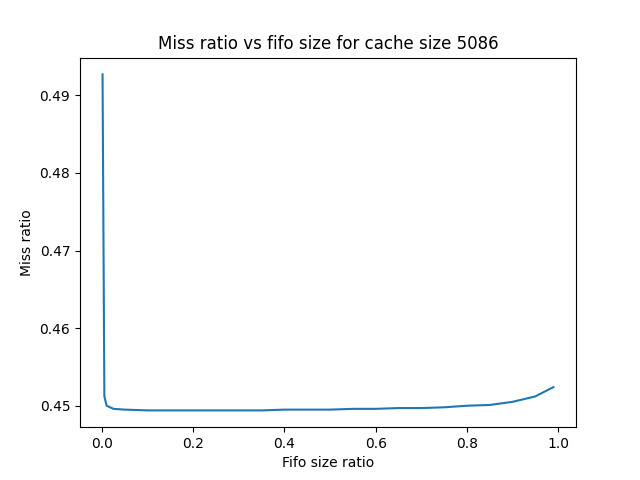 Miss ratio vs fifo size for cache size 5086
0.49
0.48
0.47
0.46
0.45
Miss ratio
0.0 0.2 0.4 0.6 0.8 1.0
Fifo size ratio